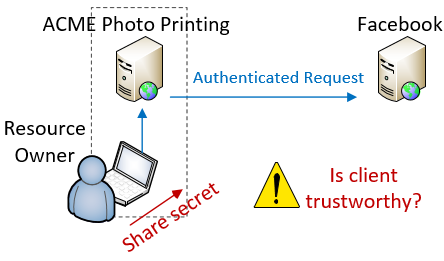 ACME Photo Printing
Facebook
Authenticated Request
Resource
Owner
Share secret
Is client
trustworthy?